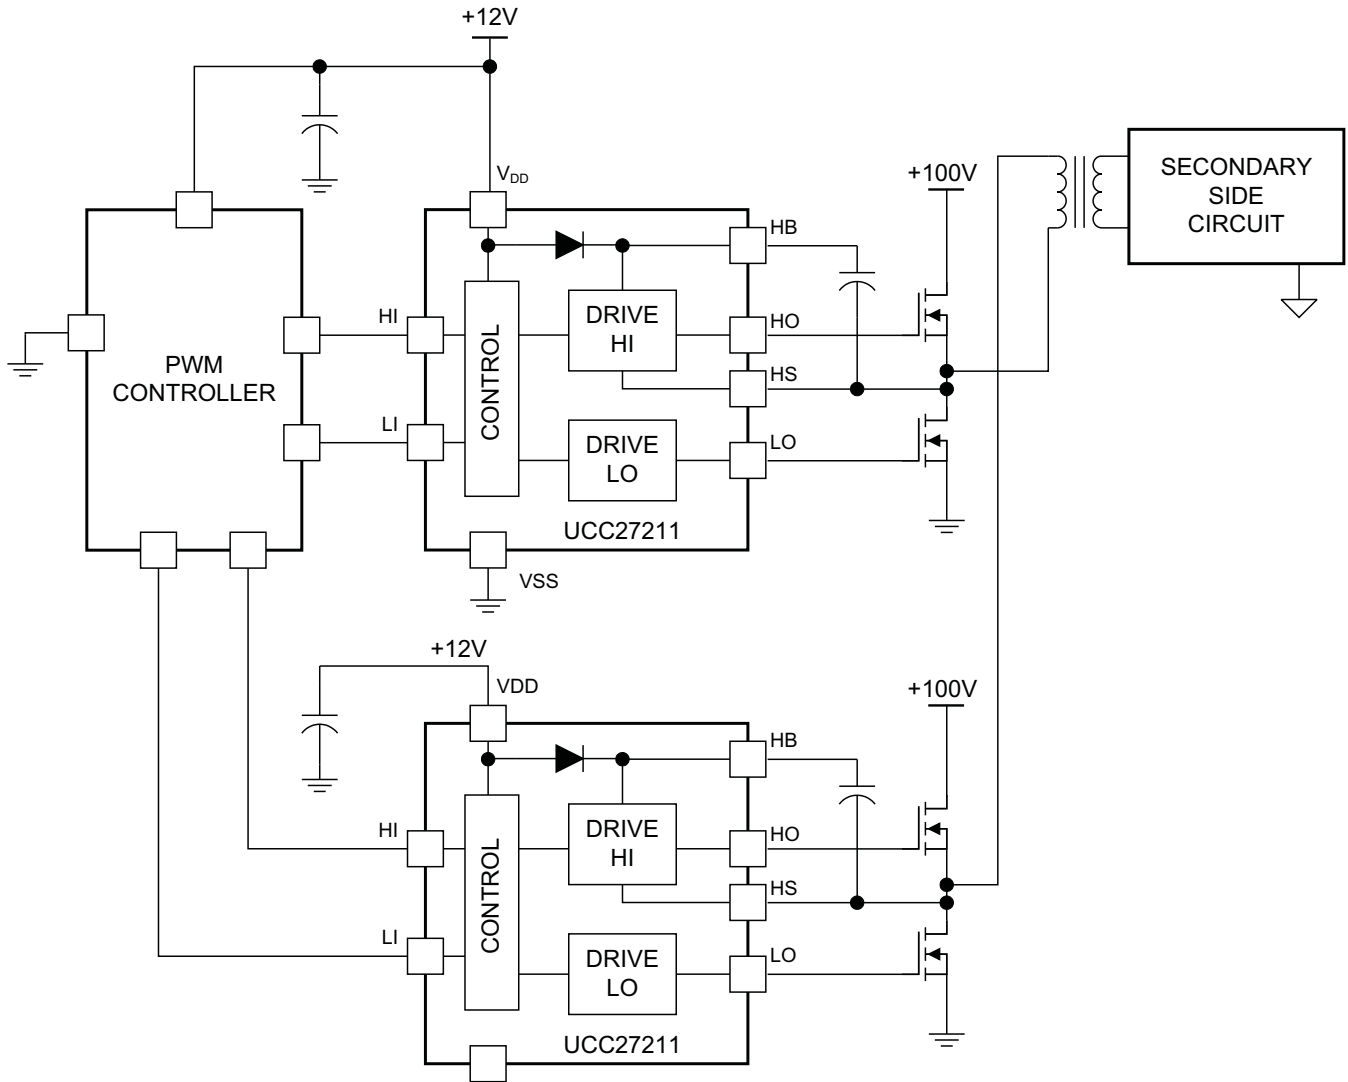 +12V
V_DD
+100V
SECONDARY
SIDE
CIRCUIT
HB
HI
DRIVE
HI
HO
PWM
CONTROLLER
CONTROL
HS
LI
DRIVE
LO
LO
UCC27211
VSS
+12V
VDD
+100V
HB
HI
DRIVE
HI
HO
CONTROL
HS
LI
DRIVE
LO
LO
UCC27211